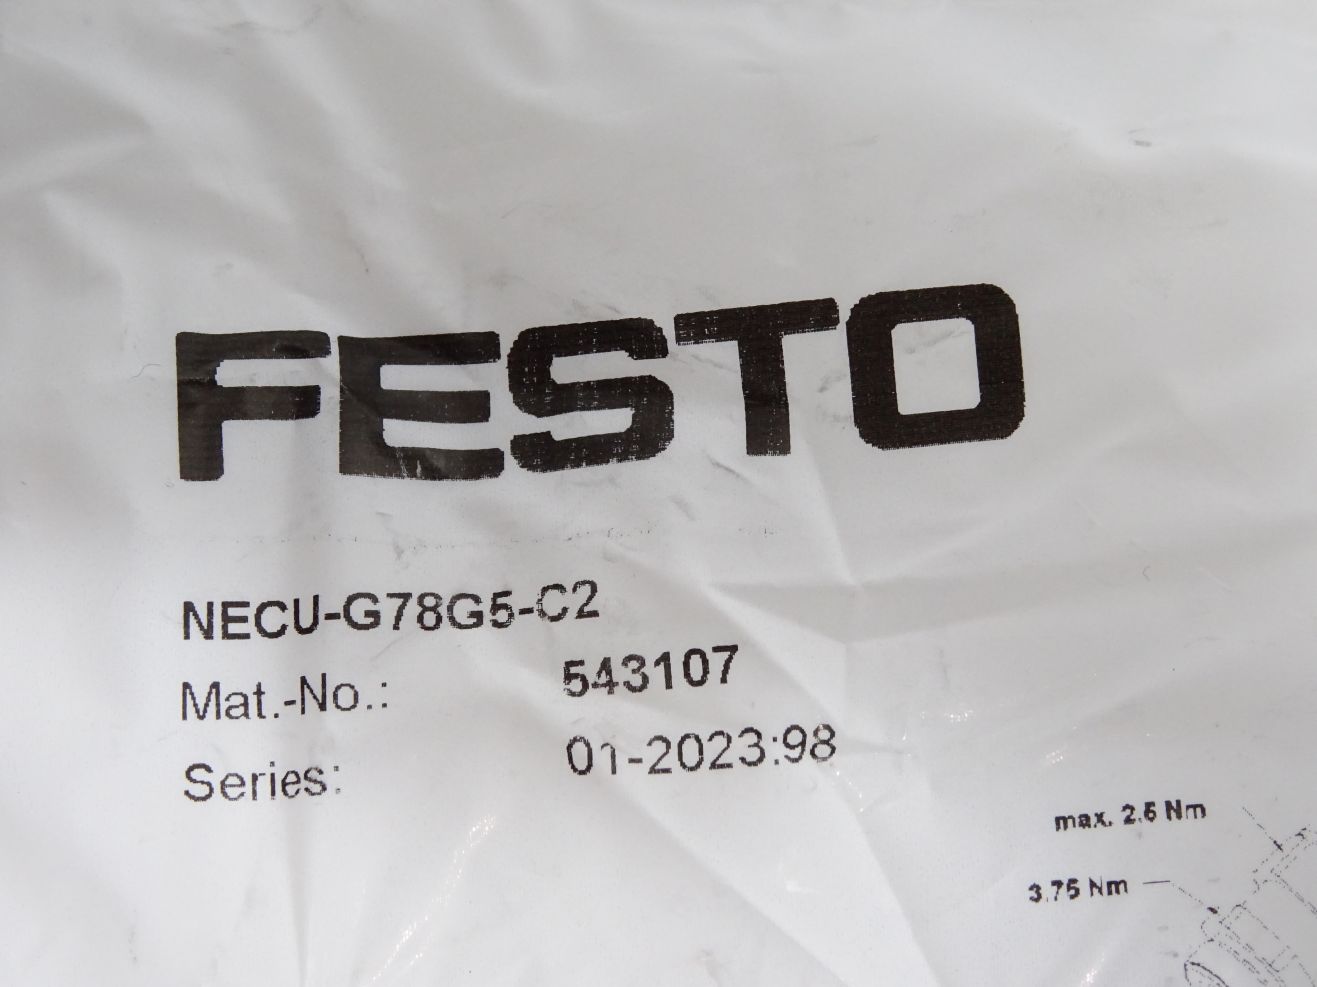 FESTO
NECU-G78G5-C2
Mat.-No.: 543107
Series: 01-2023:98
max. 2.5 Nm
3.75 Nm